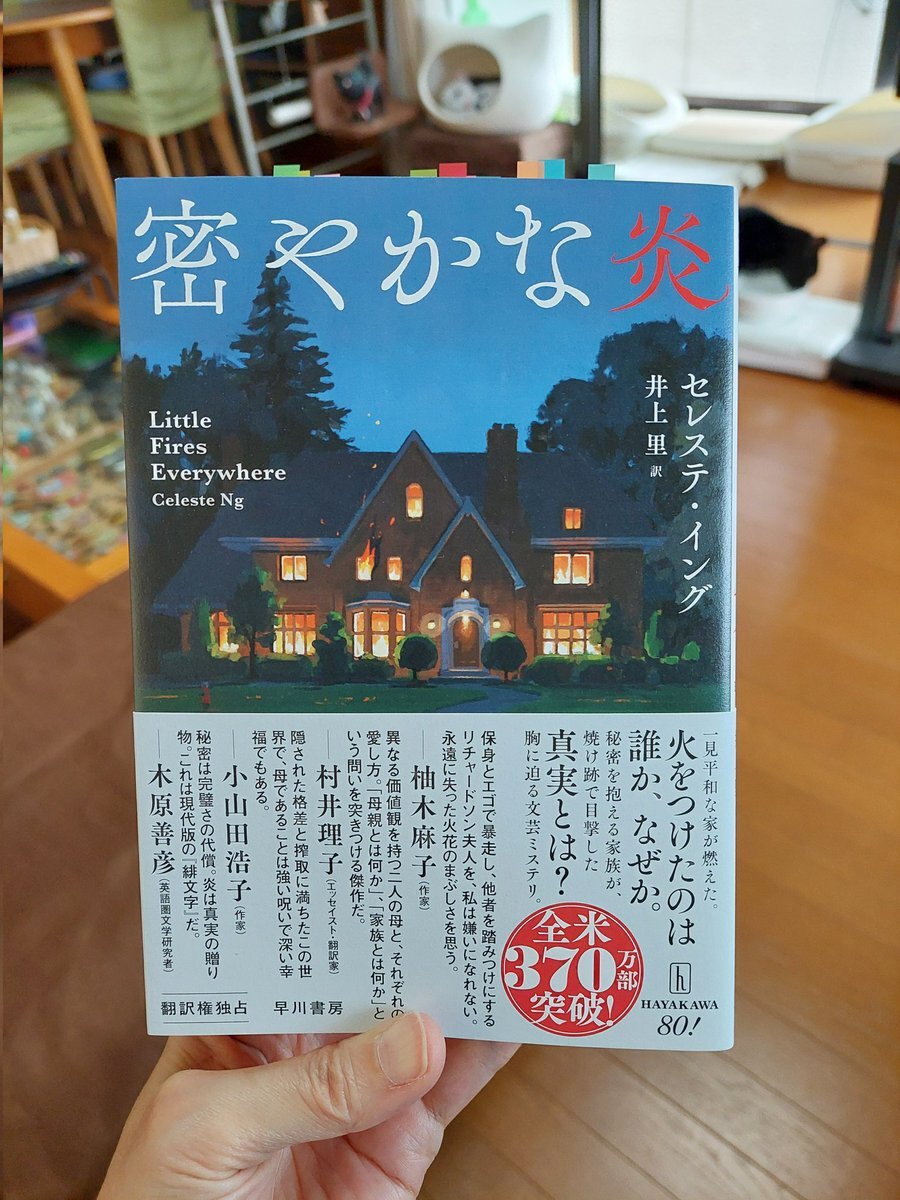 密やかな炎
Little
Fires
Everywhere
Celeste Ng
セレステ・イング
井上 里 訳
一見平和な家が燃えた。
火をつけたのは
誰か、なぜか。
秘密を抱える家族が、
焼け跡で目撃した
真実とは?
胸に迫る文芸ミステリ。
全米
370万部
突破!
h
HAYAKAWA
80!
保身とエゴで暴走し、他者を踏みつけにする
リチャードソン夫人を、私は嫌いになれない。
永遠に失った火花のまぶしさを思う。
──柚木麻子(作家)
異なる価値観を持つ二人の母と、それぞれの
愛し方。「母親とは何か」、「家族とは何か」と
いう問いを突きつける傑作だ。
──村井理子(エッセイスト・翻訳家)
隠された格差と搾取に満ちたこの世
界で、母であることは強い呪いで深い幸
福でもある。
──小山田浩子(作家)
秘密は完璧さの代償。炎は真実の贈り
物。これは現代版の『緋文字』だ。
──木原善彦(英語圏文学研究者)
翻訳権独占 早川書房